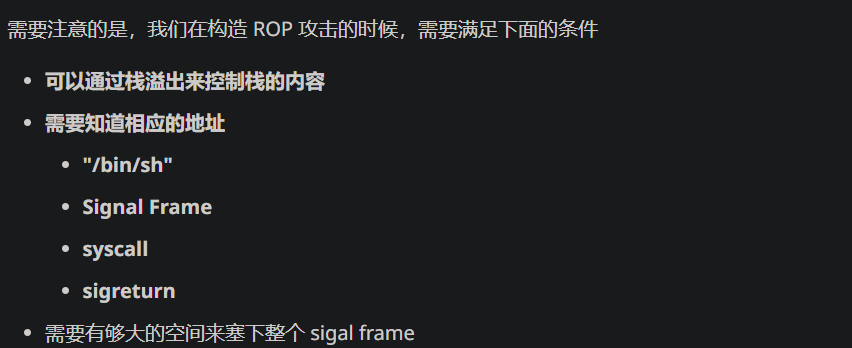 需要注意的是，我们在构造 ROP 攻击的时候，需要满足下面的条件
可以通过栈溢出来控制栈的内容
需要知道相应的地址
"/bin/sh"
Signal Frame
syscall
sigreturn
需要有够大的空间来塞下整个 sigal frame